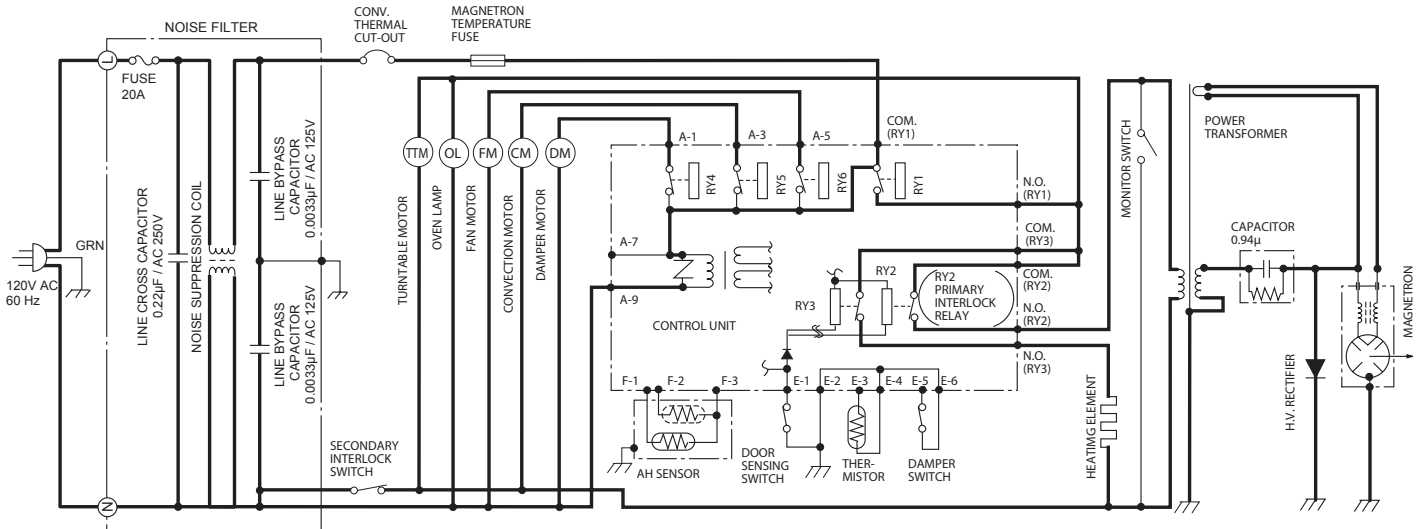 NOISE FILTER
L
FUSE
20A
GRN
120V AC
60 Hz
N
LINE CROSS CAPACITOR
0.22µF / AC 250V
NOISE SUPPRESSION COIL
LINE BYPASS
CAPACITOR
0.0033µF / AC 125V
LINE BYPASS
CAPACITOR
0.0033µF / AC 125V
CONV.
THERMAL
CUT-OUT
MAGNETRON
TEMPERATURE
FUSE
SECONDARY
INTERLOCK
SWITCH
TTM
OL
FM
CM
DM
TURNTABLE MOTOR
OVEN LAMP
FAN MOTOR
CONVECTION MOTOR
DAMPER MOTOR
A-1
A-3
A-5
COM.
(RY1)
RY4
RY5
RY6
RY1
N.O.
(RY1)
A-7
A-9
COM.
(RY3)
COM.
(RY2)
N.O.
(RY2)
N.O.
(RY3)
RY3
RY2
RY2
PRIMARY
INTERLOCK
RELAY
CONTROL UNIT
F-1
F-2
F-3
E-1
E-2
E-3
E-4
E-5
E-6
AH SENSOR
DOOR
SENSING
SWITCH
THER-
MISTOR
DAMPER
SWITCH
HEATIMG ELEMENT
MONITOR SWITCH
POWER
TRANSFORMER
CAPACITOR
0.94µ
H.V. RECTIFIER
MAGNETRON